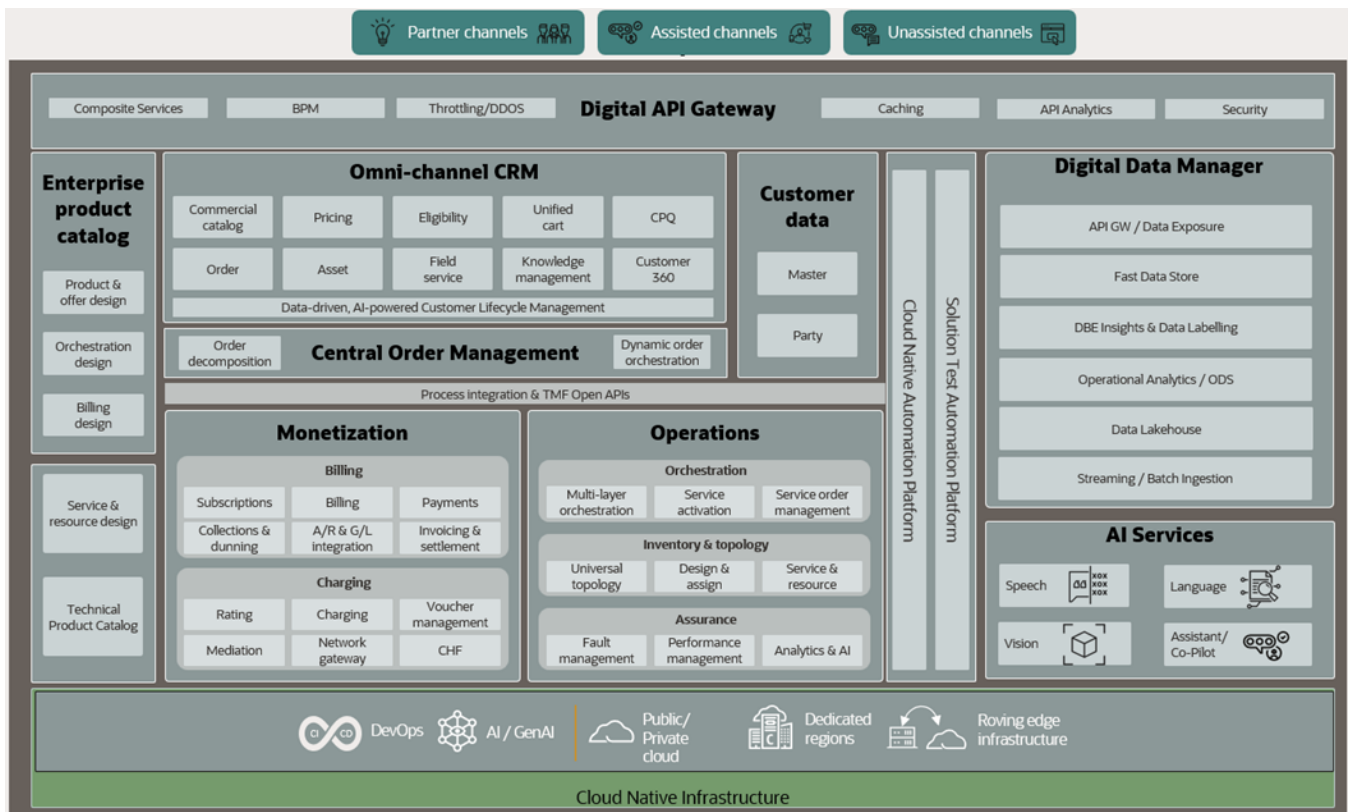 Partner channels
Assisted channels
Unassisted channels
Composite Services
BPM
Throttling/DDOS
Digital API Gateway
Caching
API Analytics
Security
Enterprise
product
catalog
Product &
offer design
Orchestration
design
Billing
design
Service &
resource design
Technical
Product Catalog
Omni-channel CRM
Commercial
catalog
Pricing
Eligibility
Unified
cart
CPQ
Order
Asset
Field
service
Knowledge
management
Customer
360
Data-driven, AI-powered Customer Lifecycle Management
Order
decomposition
Central Order Management
Dynamic order
orchestration
Customer
data
Master
Party
Process integration & TMF Open APIs
Monetization
Billing
Subscriptions
Billing
Payments
Collections &
dunning
A/R & G/L
integration
Invoicing &
settlement
Charging
Rating
Charging
Voucher
management
Mediation
Network
gateway
CHF
Operations
Orchestration
Multi-layer
orchestration
Service
activation
Service order
management
Inventory & topology
Universal
topology
Design &
assign
Service &
resource
Assurance
Fault
management
Performance
management
Analytics & AI
Cloud Native Automation Platform
Solution Test Automation Platform
Digital Data Manager
API GW / Data Exposure
Fast Data Store
DBE Insights & Data Labelling
Operational Analytics / ODS
Data Lakehouse
Streaming / Batch Ingestion
AI Services
Speech
XOX
XOX
XOX
Language
Vision
Assistant/
Co-Pilot
CI
CD
DevOps
AI / GenAI
Public/
Private
cloud
C
Dedicated
regions
Roving edge
infrastructure
Cloud Native Infrastructure